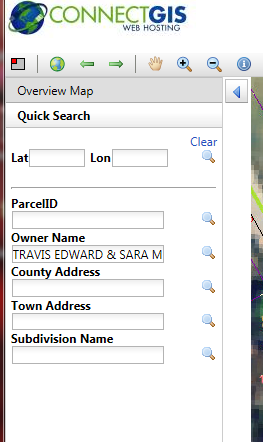 CONNECTGIS
WEB HOSTING
Overview Map
Quick Search
Clear
Lat Lon
ParcelID
Owner Name
TRAVIS EDWARD & SARA M
County Address
Town Address
Subdivision Name